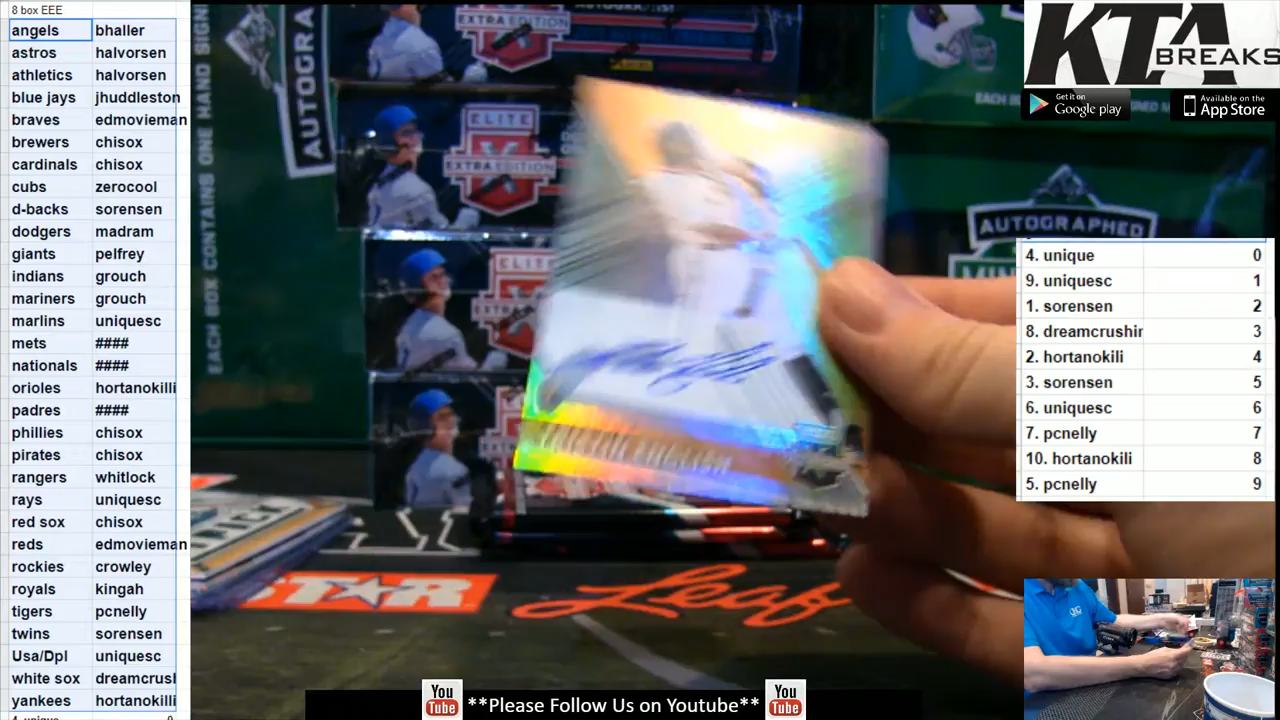 8 box EEE
angels bhaller
astros halvorsen
athletics halvorsen
blue jays jhuddleston
braves edmovieman
brewers chisox
cardinals chisox
cubs zerocool
d-backs sorensen
dodgers madram
giants pelfrey
indians grouch
mariners grouch
marlins uniquesc
mets ####
nationals ####
orioles hortanokilli
padres ####
phillies chisox
pirates chisox
rangers whitlock
rays uniquesc
red sox chisox
reds edmovieman
rockies crowley
royals kingah
tigers pcnelly
twins sorensen
Usa/Dpl uniquesc
white sox dreamcrusl
yankees hortanokilli
EACH BOX CONTAINS ONE HAND SIGN
AUTOGRA
EXTRA EDITION
ELITE
EXTRA EDITION
ELITE
AUTOGRAPHED
MIN
STAR
Leaf
KTA
BREAKS
Get it on
Google play
Available on the
App Store
4. unique 0
9. uniquesc 1
1. sorensen 2
8. dreamcrushir 3
2. hortanokili 4
3. sorensen 5
6. uniquesc 6
7. pcnelly 7
10. hortanokili 8
5. pcnelly 9
You
Tube
**Please Follow Us on Youtube**
You
Tube